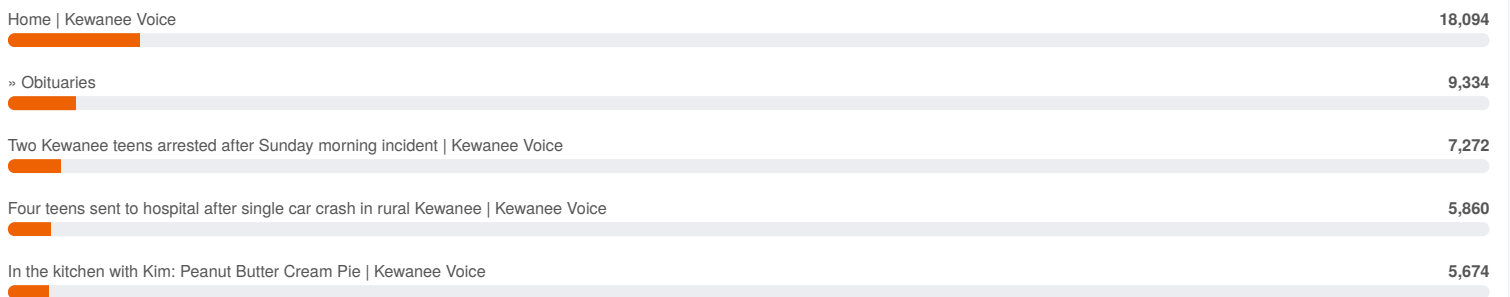 Home | Kewanee Voice 18,094
» Obituaries 9,334
Two Kewanee teens arrested after Sunday morning incident | Kewanee Voice 7,272
Four teens sent to hospital after single car crash in rural Kewanee | Kewanee Voice 5,860
In the kitchen with Kim: Peanut Butter Cream Pie | Kewanee Voice 5,674